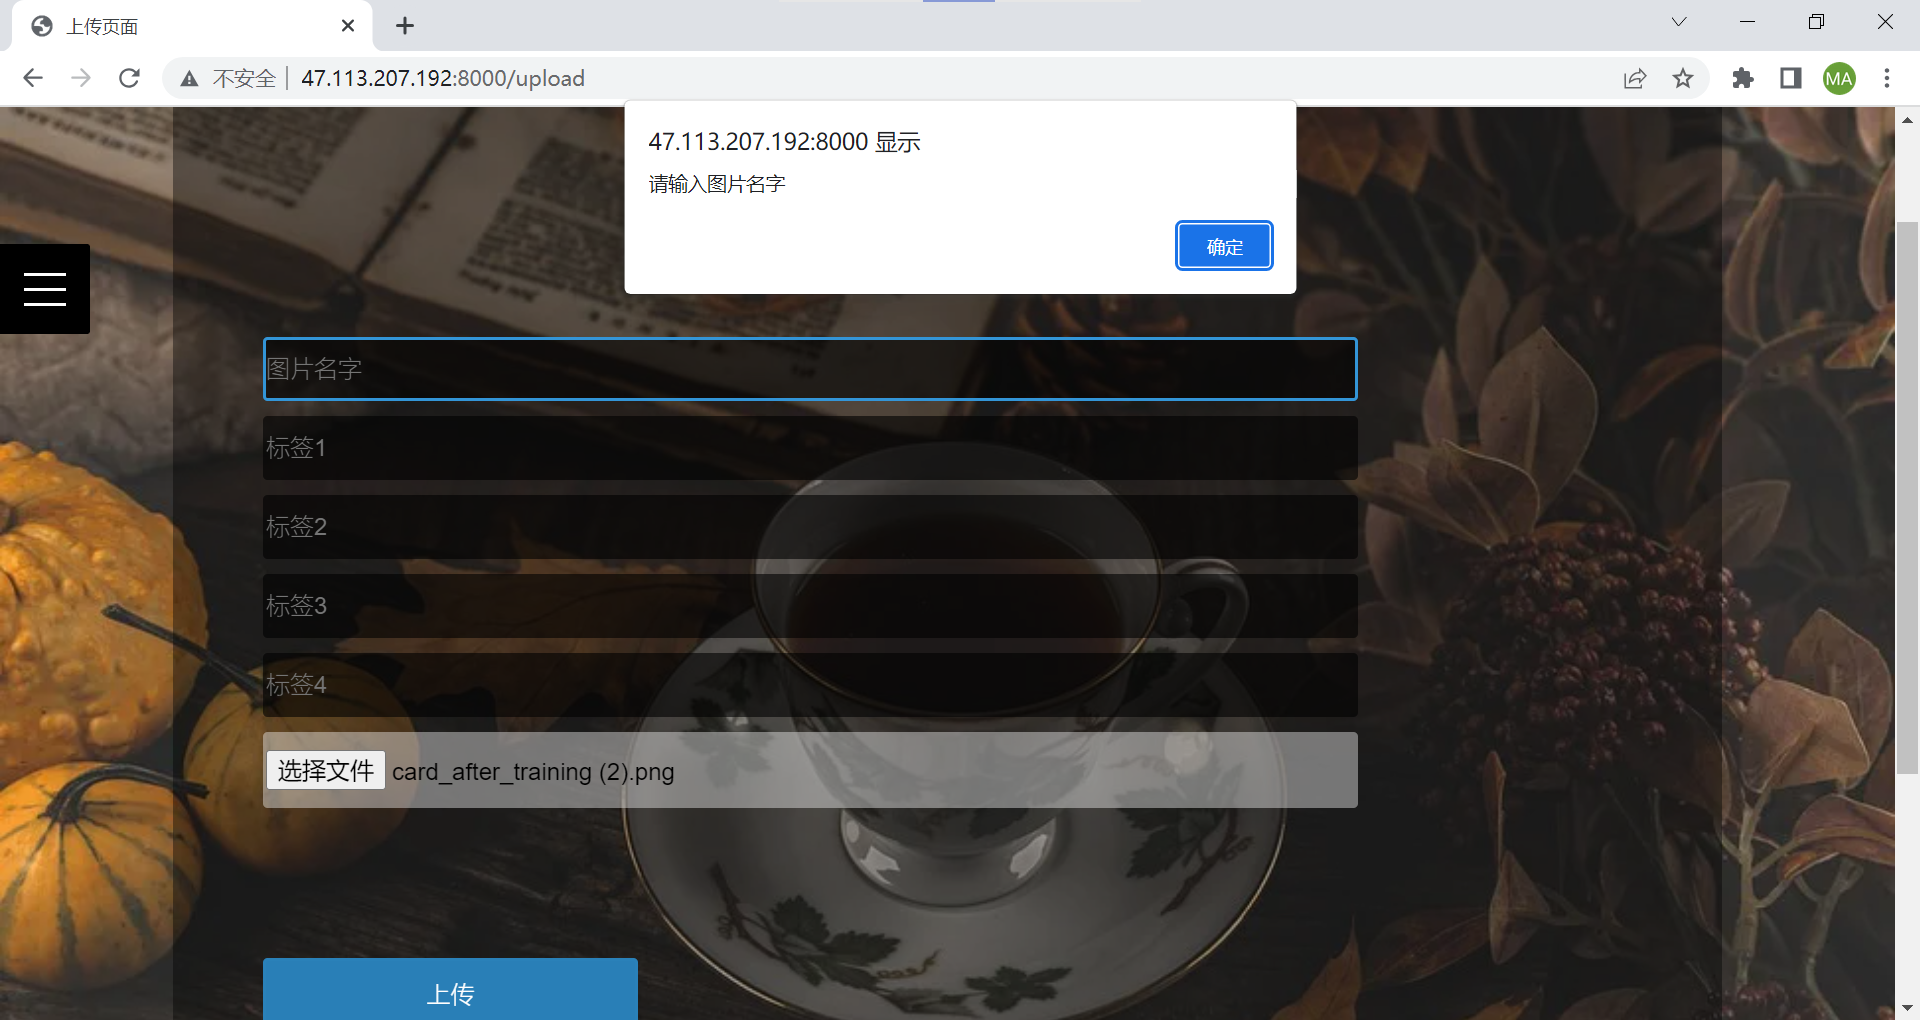 上传页面
不安全
47.113.207.192:8000/upload
MA
47.113.207.192:8000 显示
请输入图片名字
确定
图片名字
标签1
标签2
标签3
标签4
选择文件 card_after_training (2).png
上传